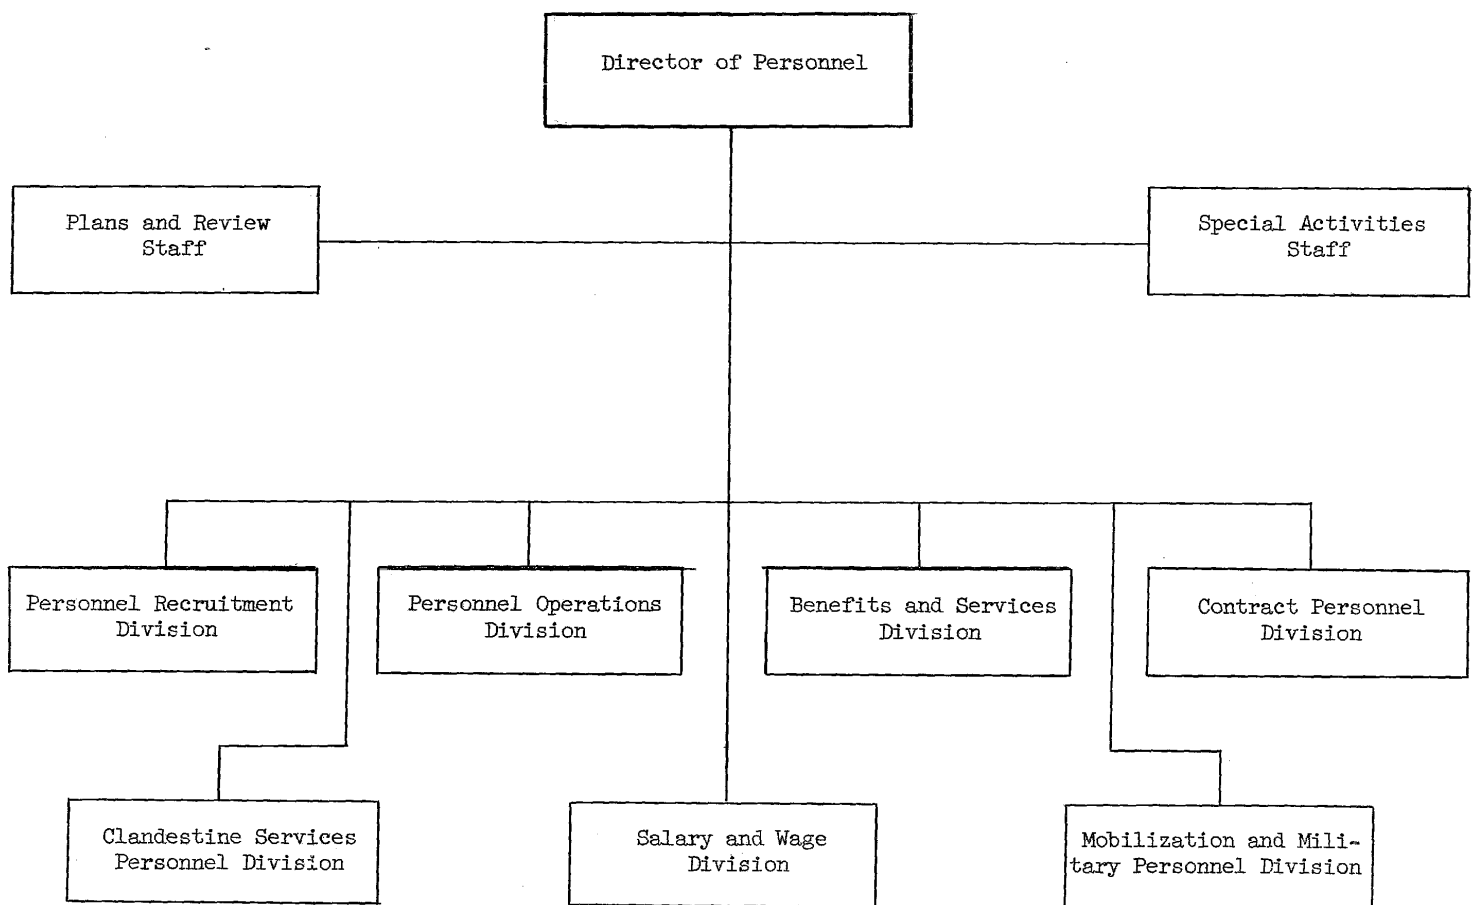 Director of Personnel
Plans and Review
Staff
Special Activities
Staff
Personnel Recruitment
Division
Personnel Operations
Division
Benefits and Services
Division
Contract Personnel
Division
Clandestine Services
Personnel Division
Salary and Wage
Division
Mobilization and Mili-
tary Personnel Division